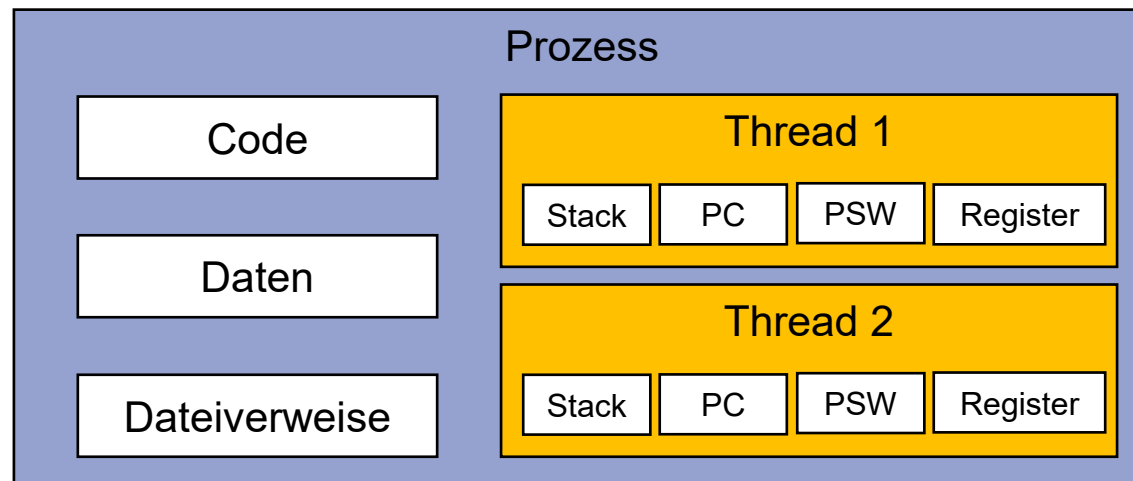 Prozess
Code
Daten
Dateiverweise
Thread 1
Stack PC PSW Register
Thread 2
Stack PC PSW Register